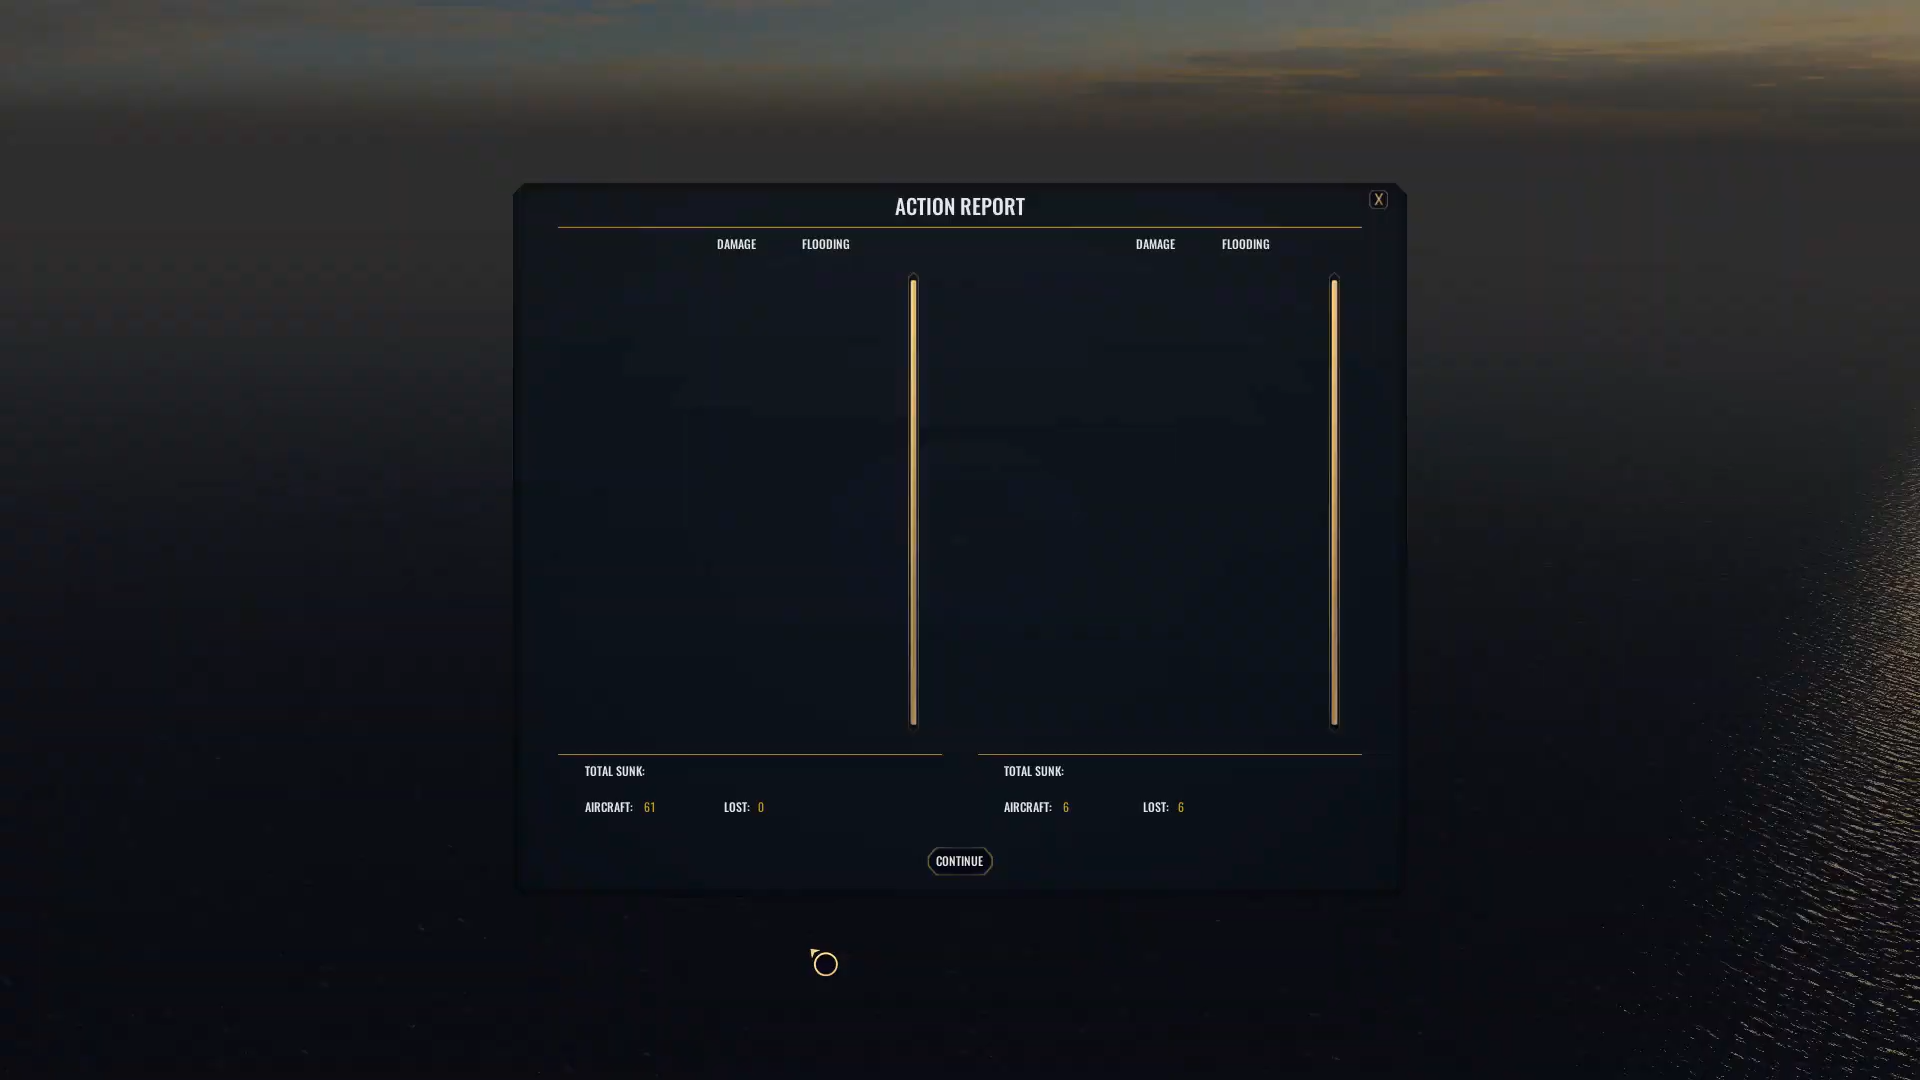 ACTION REPORT
X
DAMAGE FLOODING DAMAGE FLOODING
TOTAL SUNK: TOTAL SUNK:
AIRCRAFT: 61 LOST: 0 AIRCRAFT: 6 LOST: 6
CONTINUE